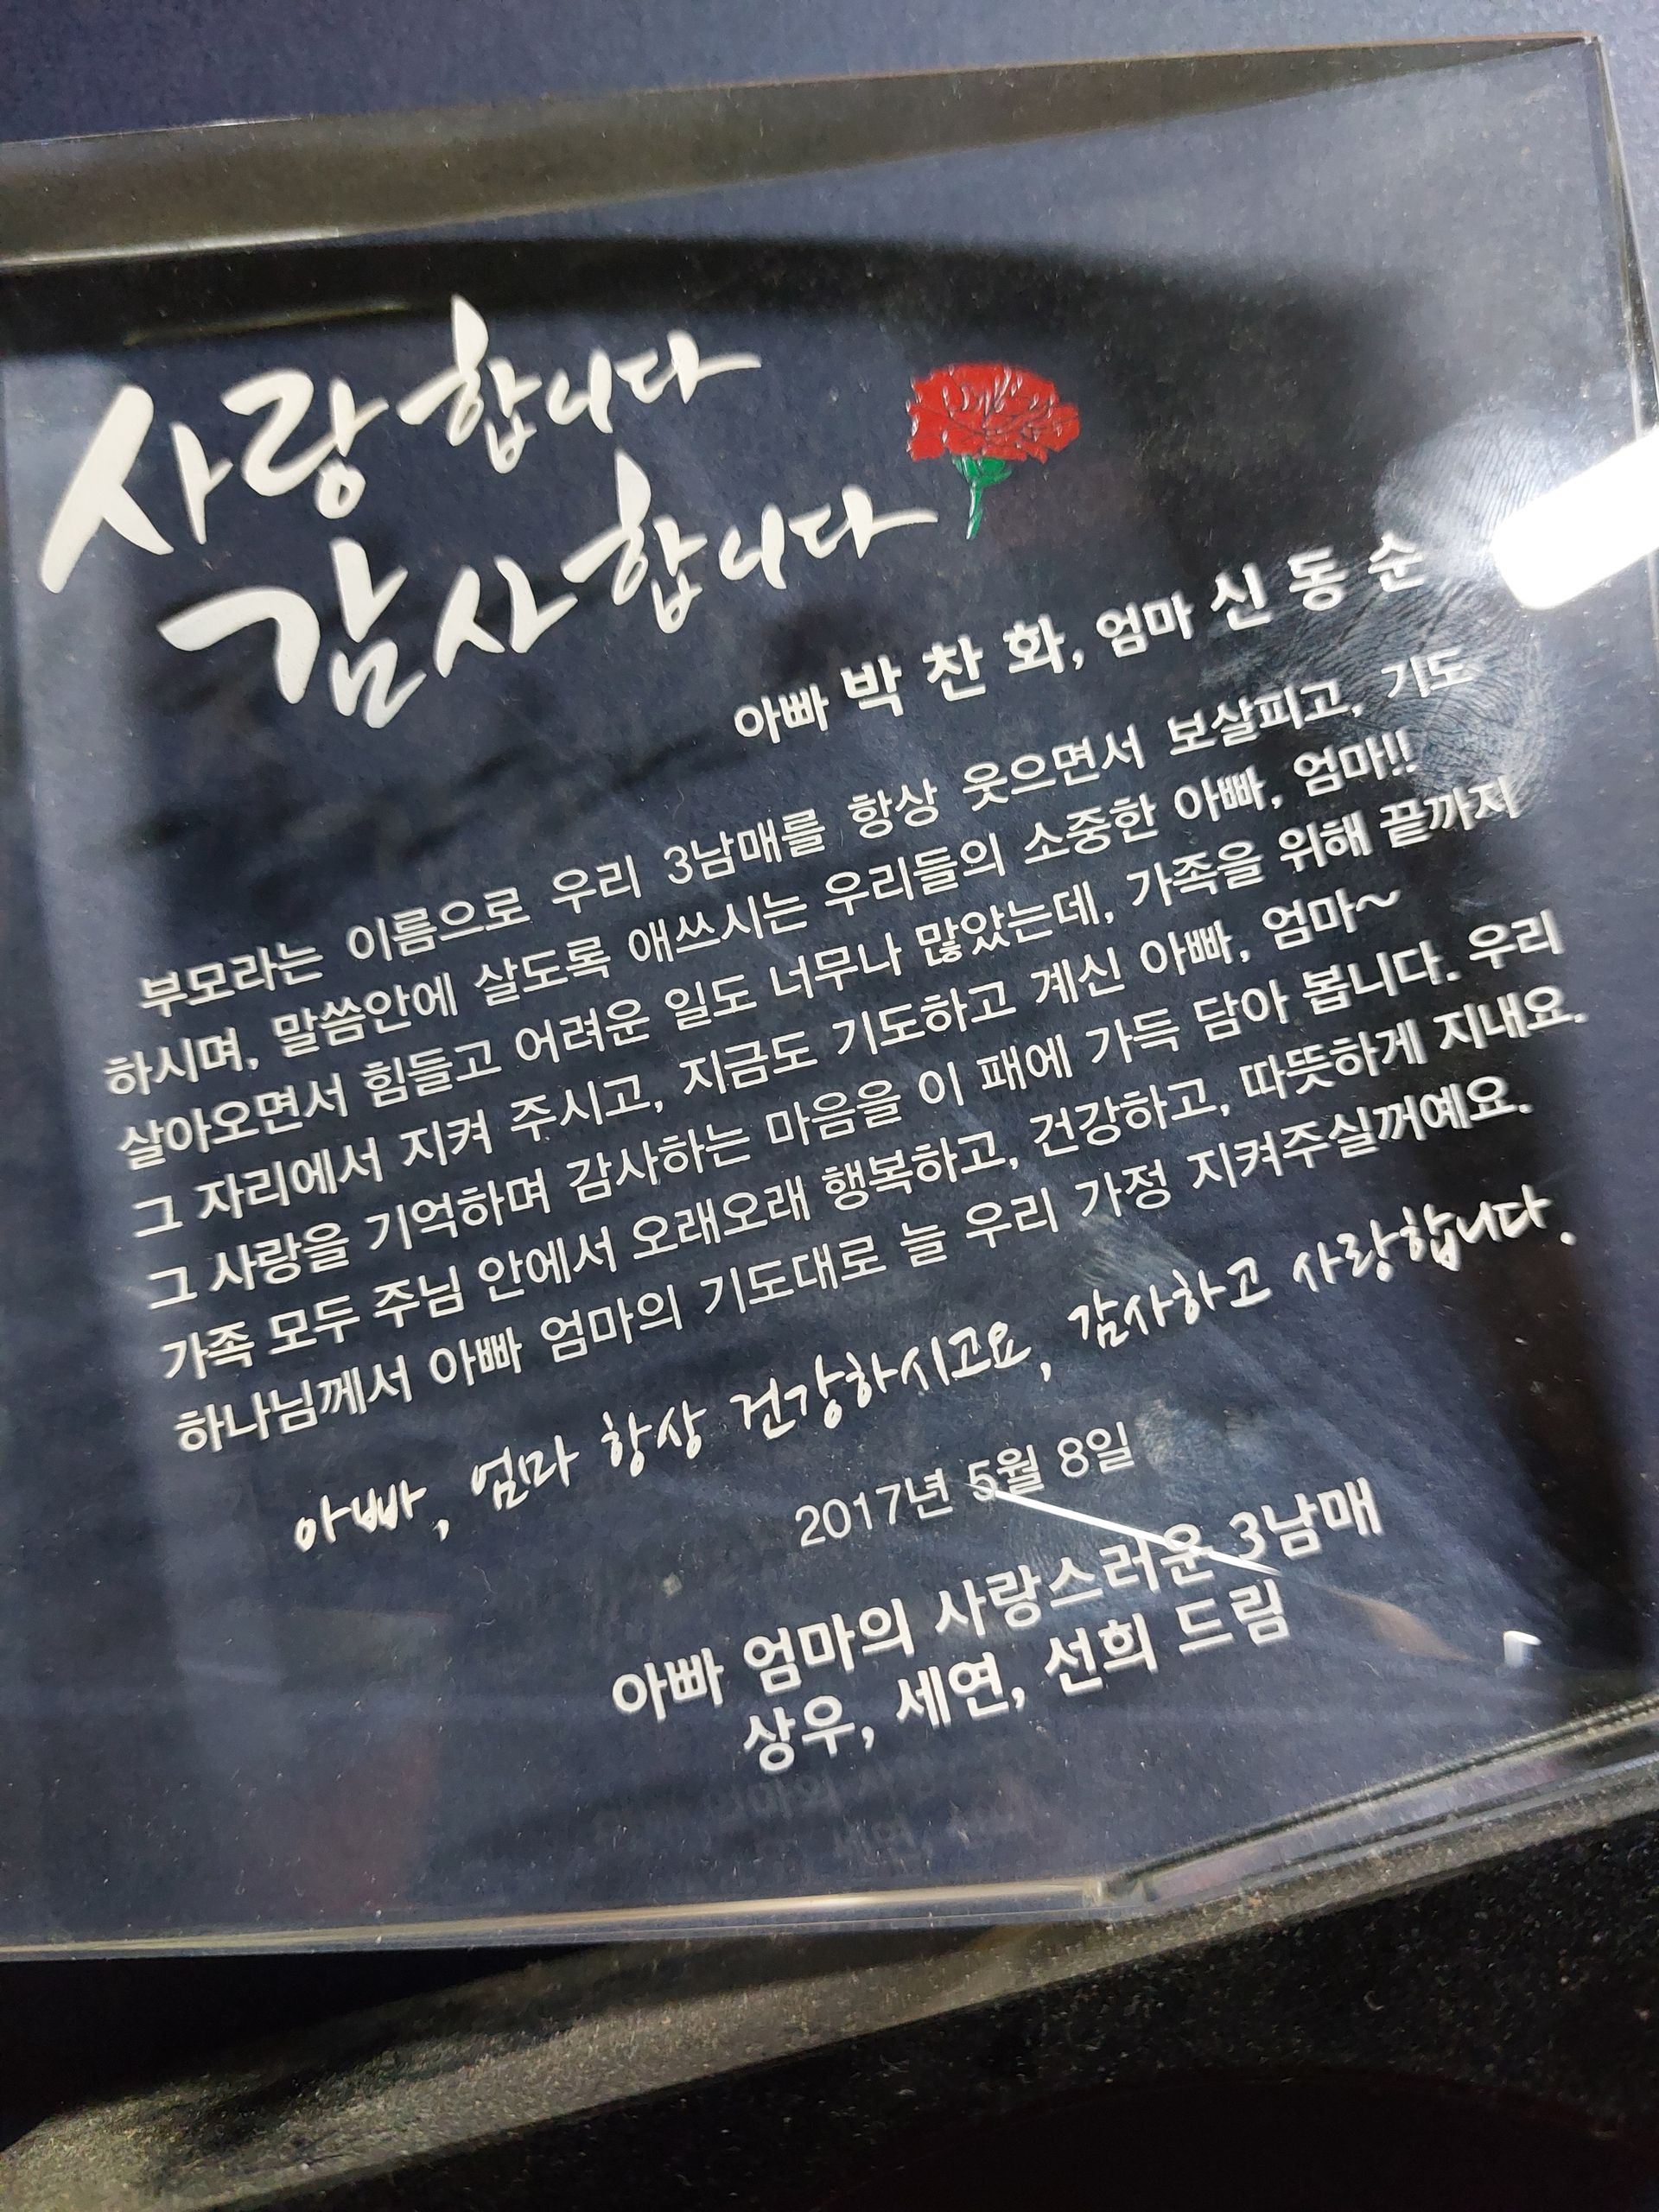 사랑합니다
감사합니다
아빠 박 찬 화, 엄마 신 동 순
부모라는 이름으로 우리 3남매를 항상 웃으면서 보살피고, 기도
하시며, 말씀안에 살도록 애쓰시는 우리들의 소중한 아빠, 엄마!!
살아오면서 힘들고 어려운 일도 너무나 많았는데, 가족을 위해 끝까지
그 자리에서 지켜 주시고, 지금도 기도하고 계신 아빠, 엄마~
그 사랑을 기억하며 감사하는 마음을 이 패에 가득 담아 봅니다. 우리
가족 모두 주님 안에서 오래오래 행복하고, 건강하고, 따뜻하게 지내요.
하나님께서 아빠 엄마의 기도대로 늘 우리 가정 지켜주실꺼예요.
아빠, 엄마 항상 건강하시고요, 감사하고 사랑합니다.
2017년 5월 8일
아빠 엄마의 사랑스러운 3남매
상우, 세연, 선희 드림